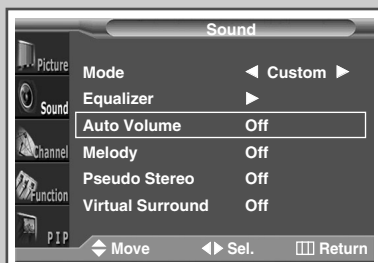 Sound
Picture
Sound
Channel
Function
PIP
Mode ◀ Custom ▶
Equalizer ▶
Auto Volume Off
Melody Off
Pseudo Stereo Off
Virtual Surround Off
Move Sel. Return